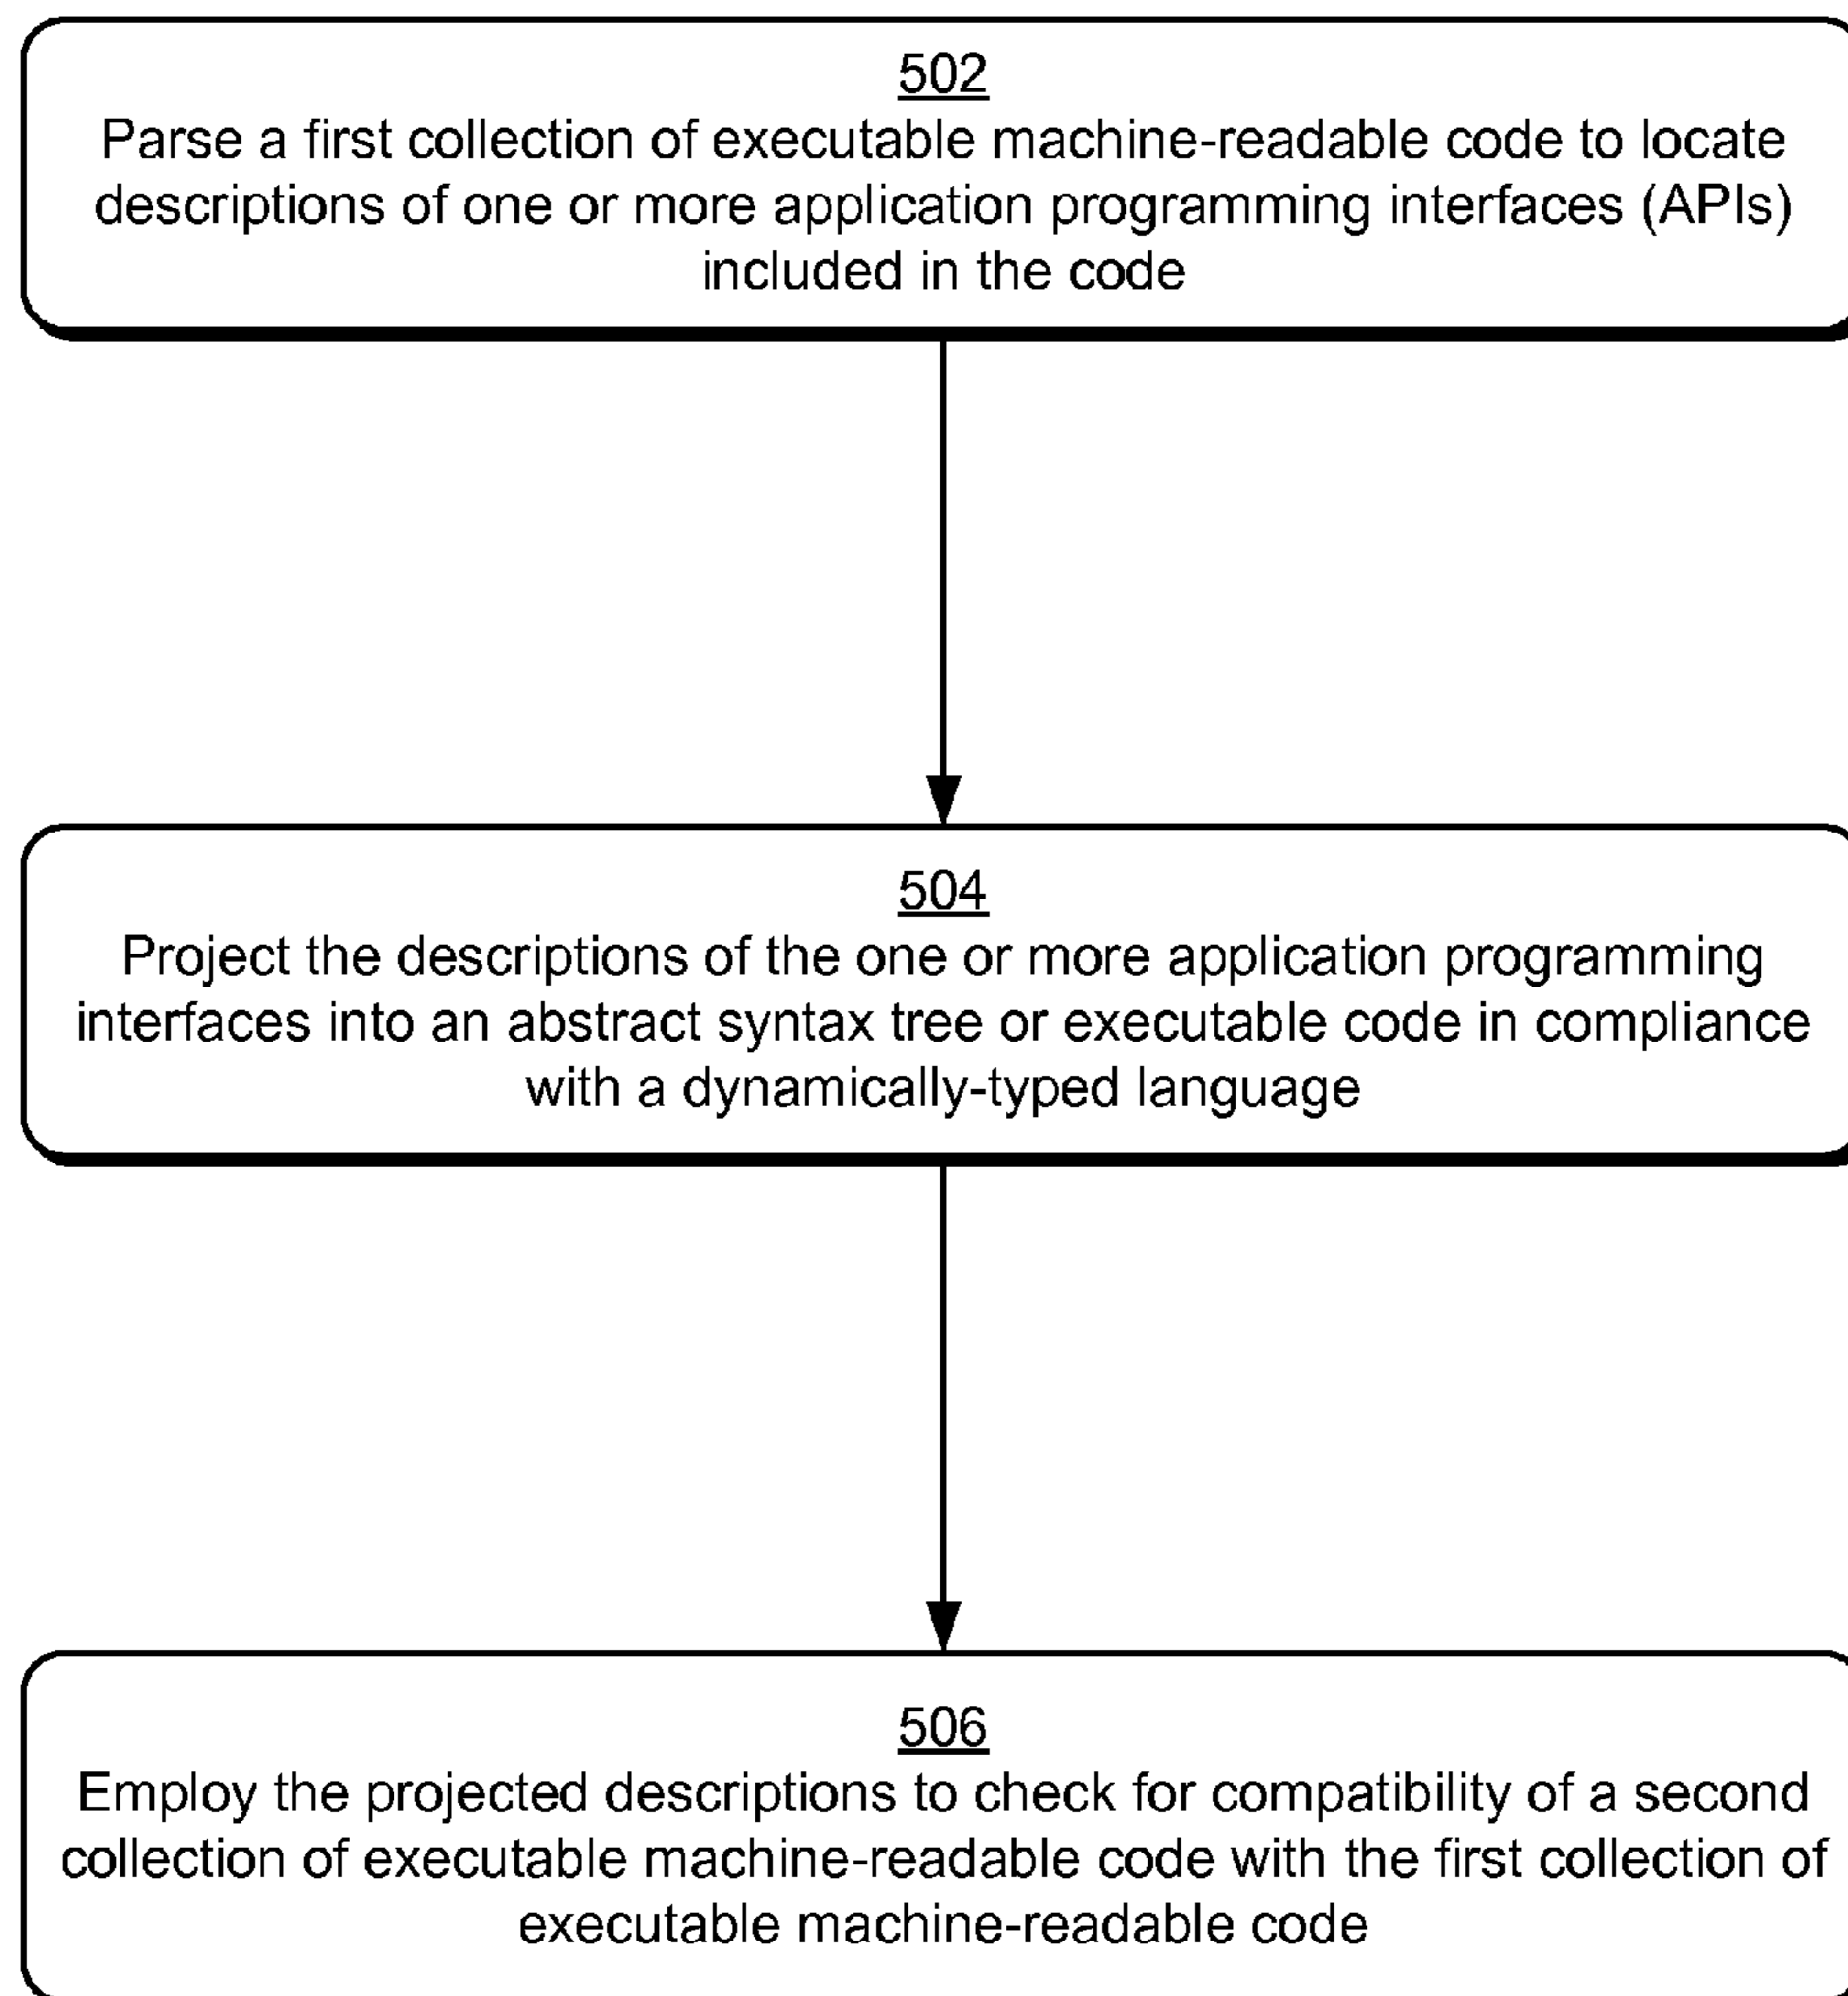 502
Parse a first collection of executable machine-readable code to locate
descriptions of one or more application programming interfaces (APIs)
included in the code
504
Project the descriptions of the one or more application programming
interfaces into an abstract syntax tree or executable code in compliance
with a dynamically-typed language
506
Employ the projected descriptions to check for compatibility of a second
collection of executable machine-readable code with the first collection of
executable machine-readable code